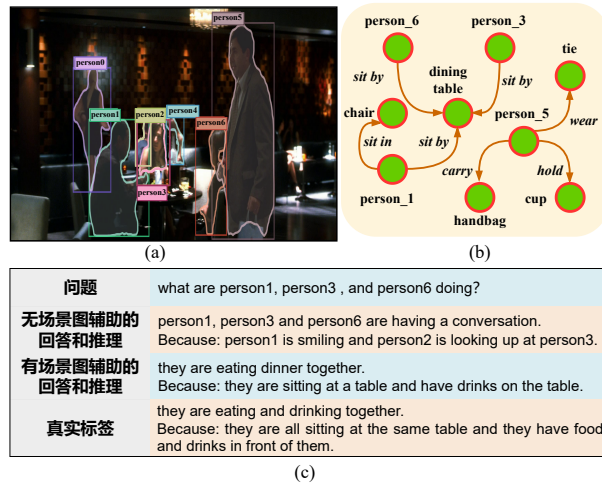 person5
person0
person1
person2
person4
person6
person3
(a)
person_6
person_3
tie
sit by
dining
table
sit by
chair
person_5
sit in
sit by
wear
carry
hold
person_1
handbag
cup
(b)
问题
what are person1, person3 , and person6 doing?
无场景图辅助的
回答和推理
person1, person3 and person6 are having a conversation.
Because: person1 is smiling and person2 is looking up at person3.
有场景图辅助的
回答和推理
they are eating dinner together.
Because: they are sitting at a table and have drinks on the table.
真实标签
they are eating and drinking together.
Because: they are all sitting at the same table and they have food
and drinks in front of them.
(c)